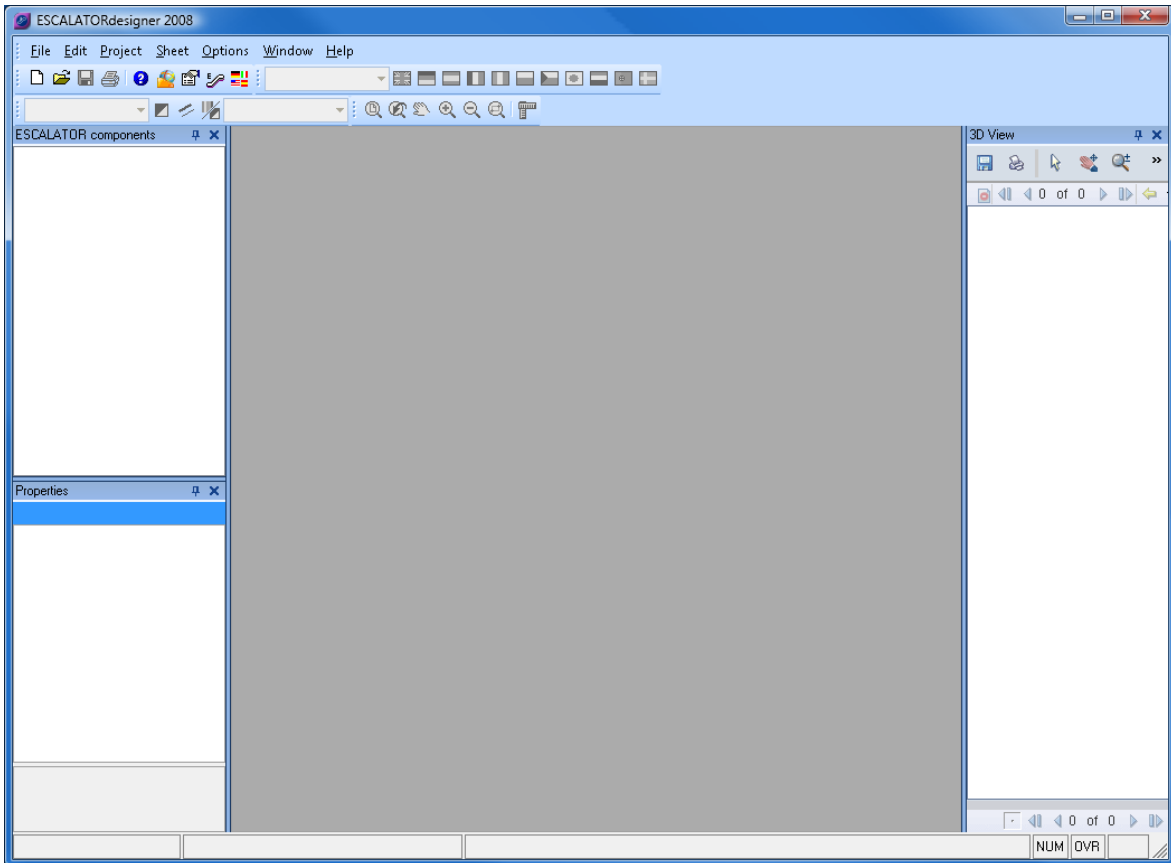 ESCALATORdesigner 2008
File Edit Project Sheet Options Window Help
ESCALATOR components
3D View
0 of 0
Properties
0 of 0
NUM OVR